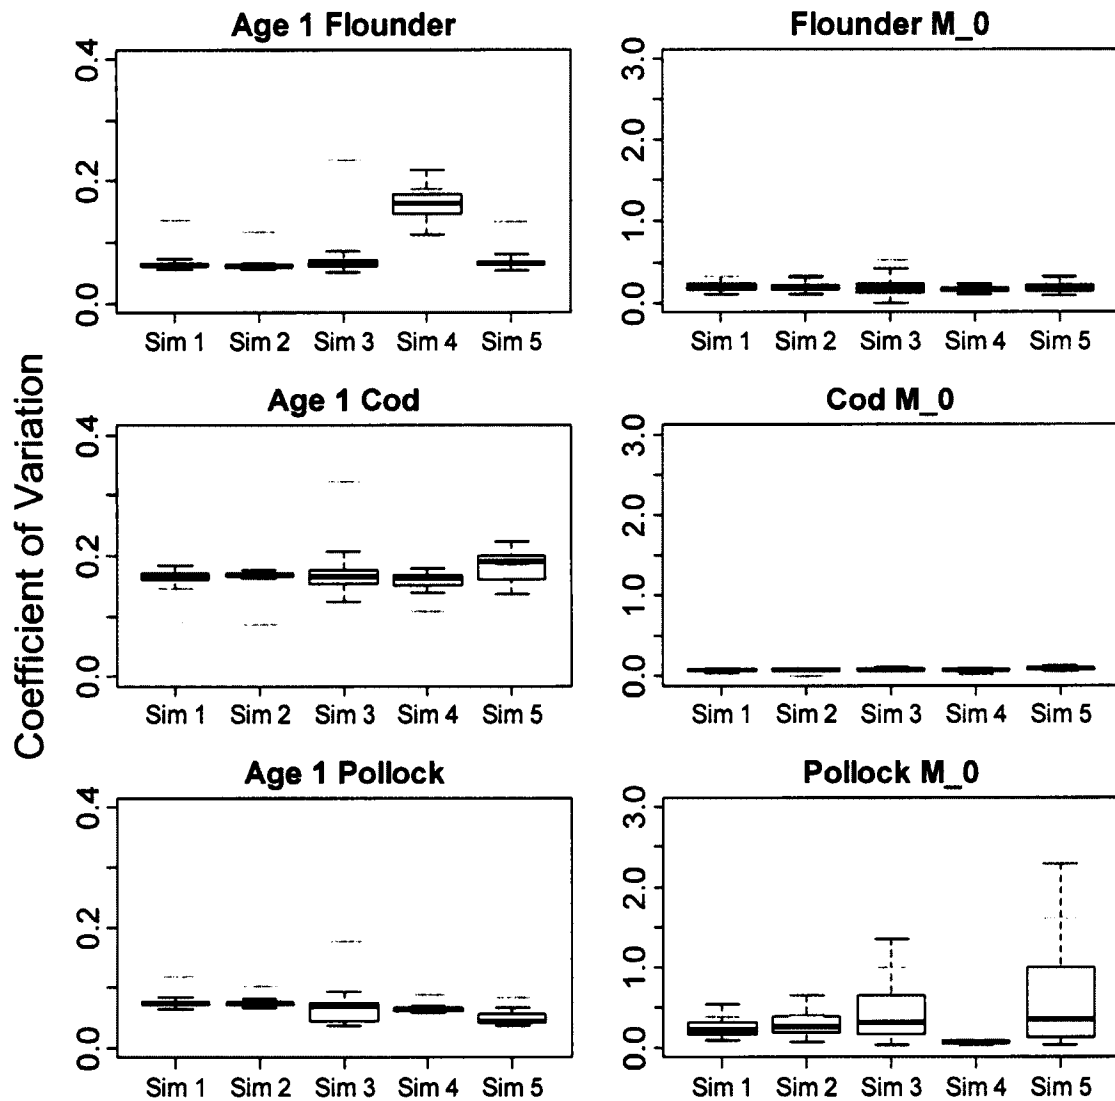 Coefficient of Variation
Age 1 Flounder
0.0 0.2 0.4
Sim 1 Sim 2 Sim 3 Sim 4 Sim 5
Flounder M_0
0.0 1.0 2.0 3.0
Sim 1 Sim 2 Sim 3 Sim 4 Sim 5
Age 1 Cod
0.0 0.2 0.4
Sim 1 Sim 2 Sim 3 Sim 4 Sim 5
Cod M_0
0.0 1.0 2.0 3.0
Sim 1 Sim 2 Sim 3 Sim 4 Sim 5
Age 1 Pollock
0.0 0.2 0.4
Sim 1 Sim 2 Sim 3 Sim 4 Sim 5
Pollock M_0
0.0 1.0 2.0 3.0
Sim 1 Sim 2 Sim 3 Sim 4 Sim 5